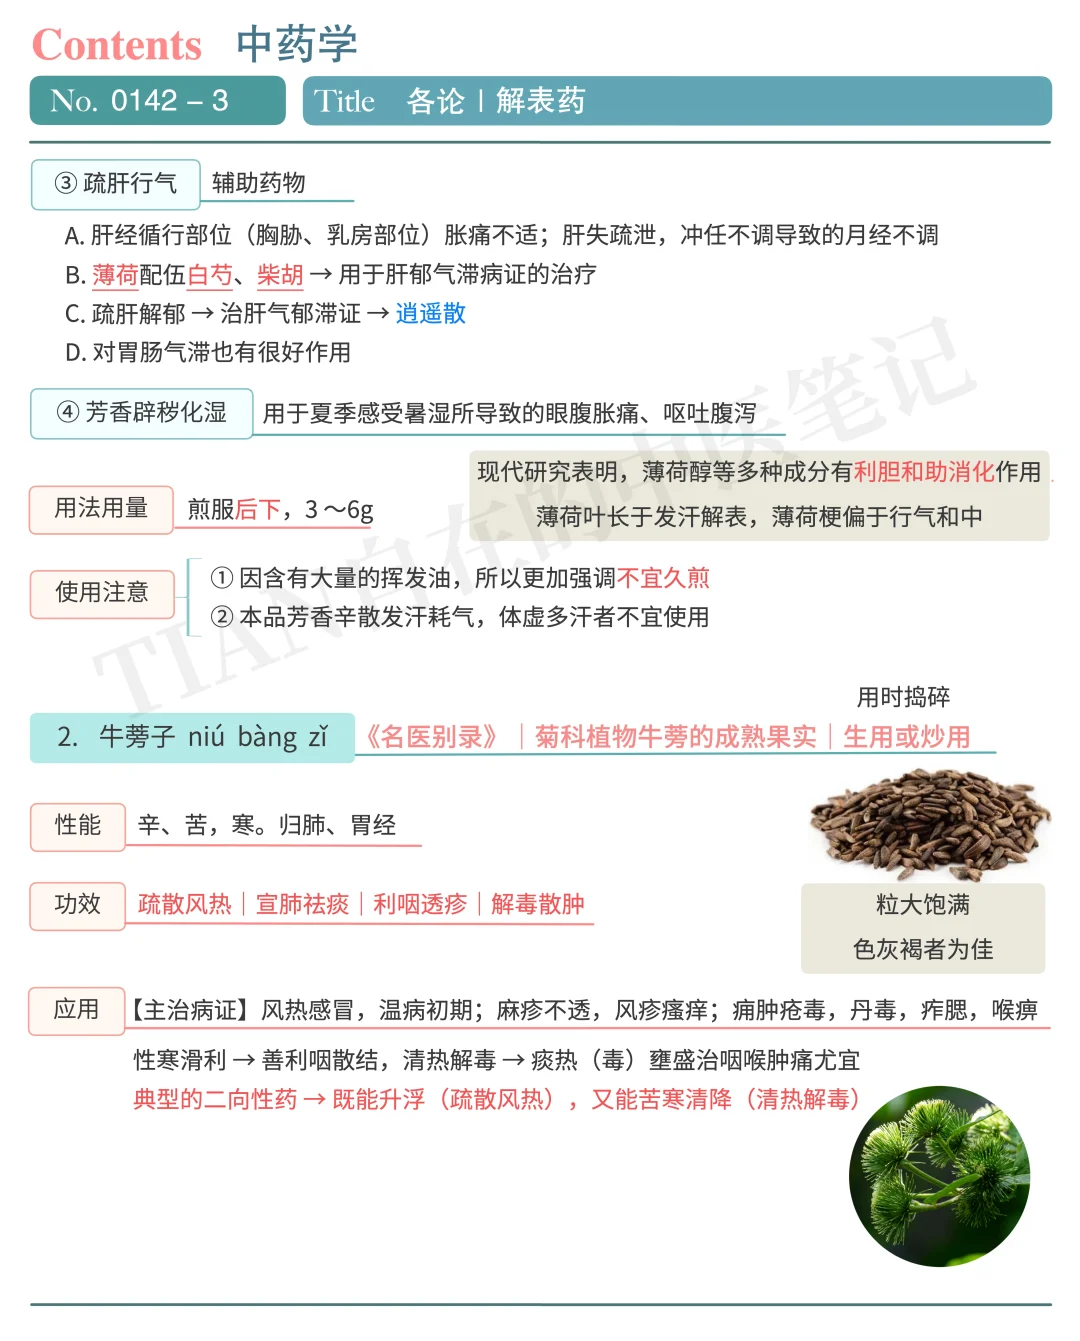 Contents 中药学
No. 0142 – 3
Title 各论 | 解表药
③ 疏肝行气 辅助药物
A. 肝经循行部位（胸胁、乳房部位）胀痛不适；肝失疏泄，冲任不调导致的月经不调
B. 薄荷配伍白芍、柴胡 → 用于肝郁气滞病证的治疗
C. 疏肝解郁 → 治肝气郁滞证 → 逍遥散
D. 对胃肠气滞也有很好作用
④ 芳香辟秽化湿 用于夏季感受暑湿所导致的眼腹胀痛、呕吐腹泻
现代研究表明，薄荷醇等多种成分有利胆和助消化作用
薄荷叶长于发汗解表，薄荷梗偏于行气和中
用法用量 煎服后下，3～6g
使用注意
① 因含有大量的挥发油，所以更加强调不宜久煎
② 本品芳香辛散发汗耗气，体虚多汗者不宜使用
用时捣碎
2. 牛蒡子 niú bàng zǐ 《名医别录》｜菊科植物牛蒡的成熟果实｜生用或炒用
性能 辛、苦，寒。归肺、胃经
功效 疏散风热｜宣肺祛痰｜利咽透疹｜解毒散肿
粒大饱满
色灰褐者为佳
应用 【主治病证】风热感冒，温病初期；麻疹不透，风疹瘙痒；痈肿疮毒，丹毒，痄腮，喉痹
性寒滑利 → 善利咽散结，清热解毒 → 痰热（毒）壅盛治咽喉肿痛尤宜
典型的二向性药 → 既能升浮（疏散风热），又能苦寒清降（清热解毒）
TIAN自在的中医笔记